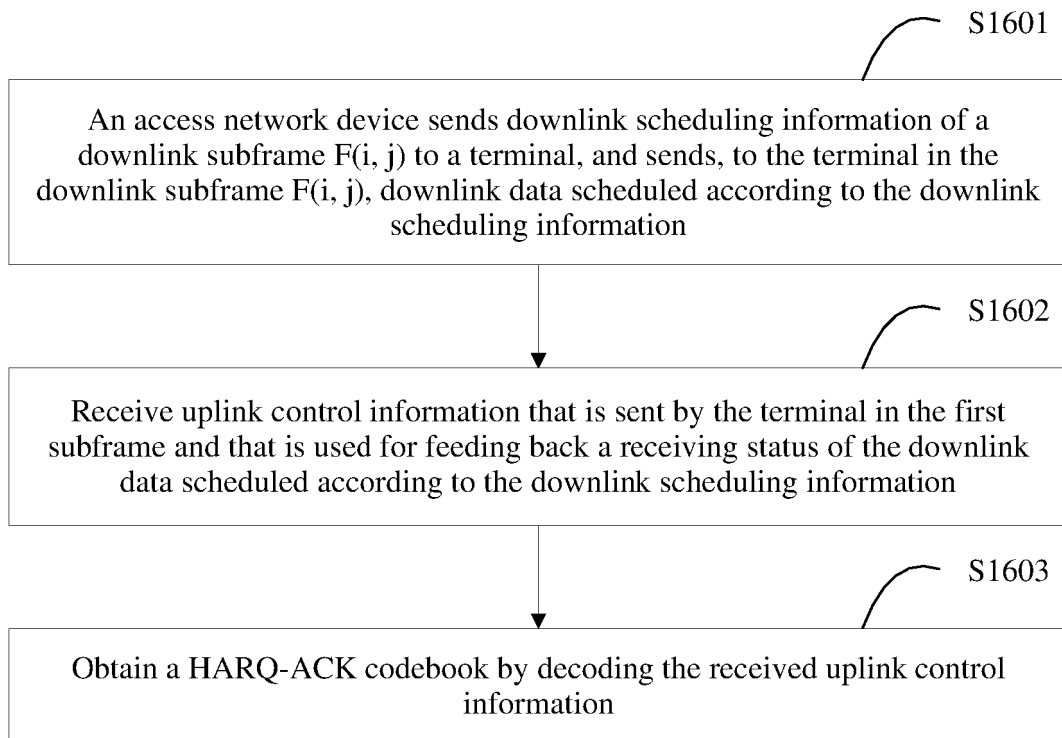 S1601
An access network device sends downlink scheduling information of a
downlink subframe F(i, j) to a terminal, and sends, to the terminal in the
downlink subframe F(i, j), downlink data scheduled according to the downlink
scheduling information
S1602
Receive uplink control information that is sent by the terminal in the first
subframe and that is used for feeding back a receiving status of the downlink
data scheduled according to the downlink scheduling information
S1603
Obtain a HARQ-ACK codebook by decoding the received uplink control
information